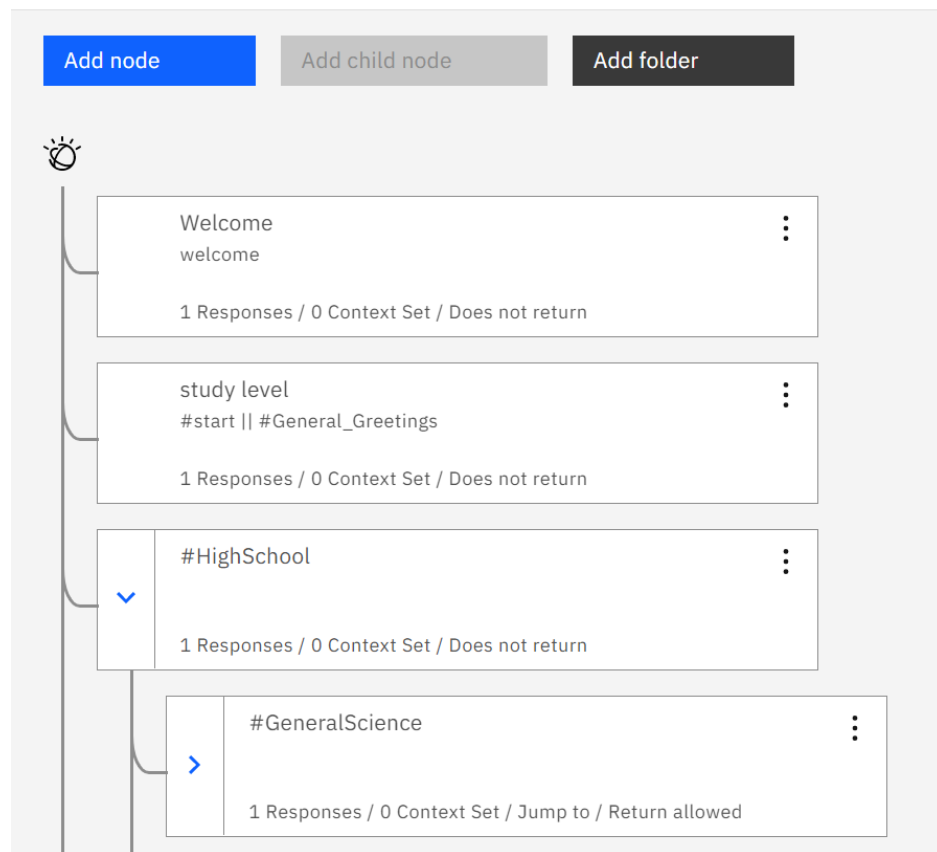 Add node
Add child node
Add folder
Welcome
welcome
1 Responses / 0 Context Set / Does not return
study level
#start || #General_Greetings
1 Responses / 0 Context Set / Does not return
#HighSchool
1 Responses / 0 Context Set / Does not return
#GeneralScience
1 Responses / 0 Context Set / Jump to / Return allowed